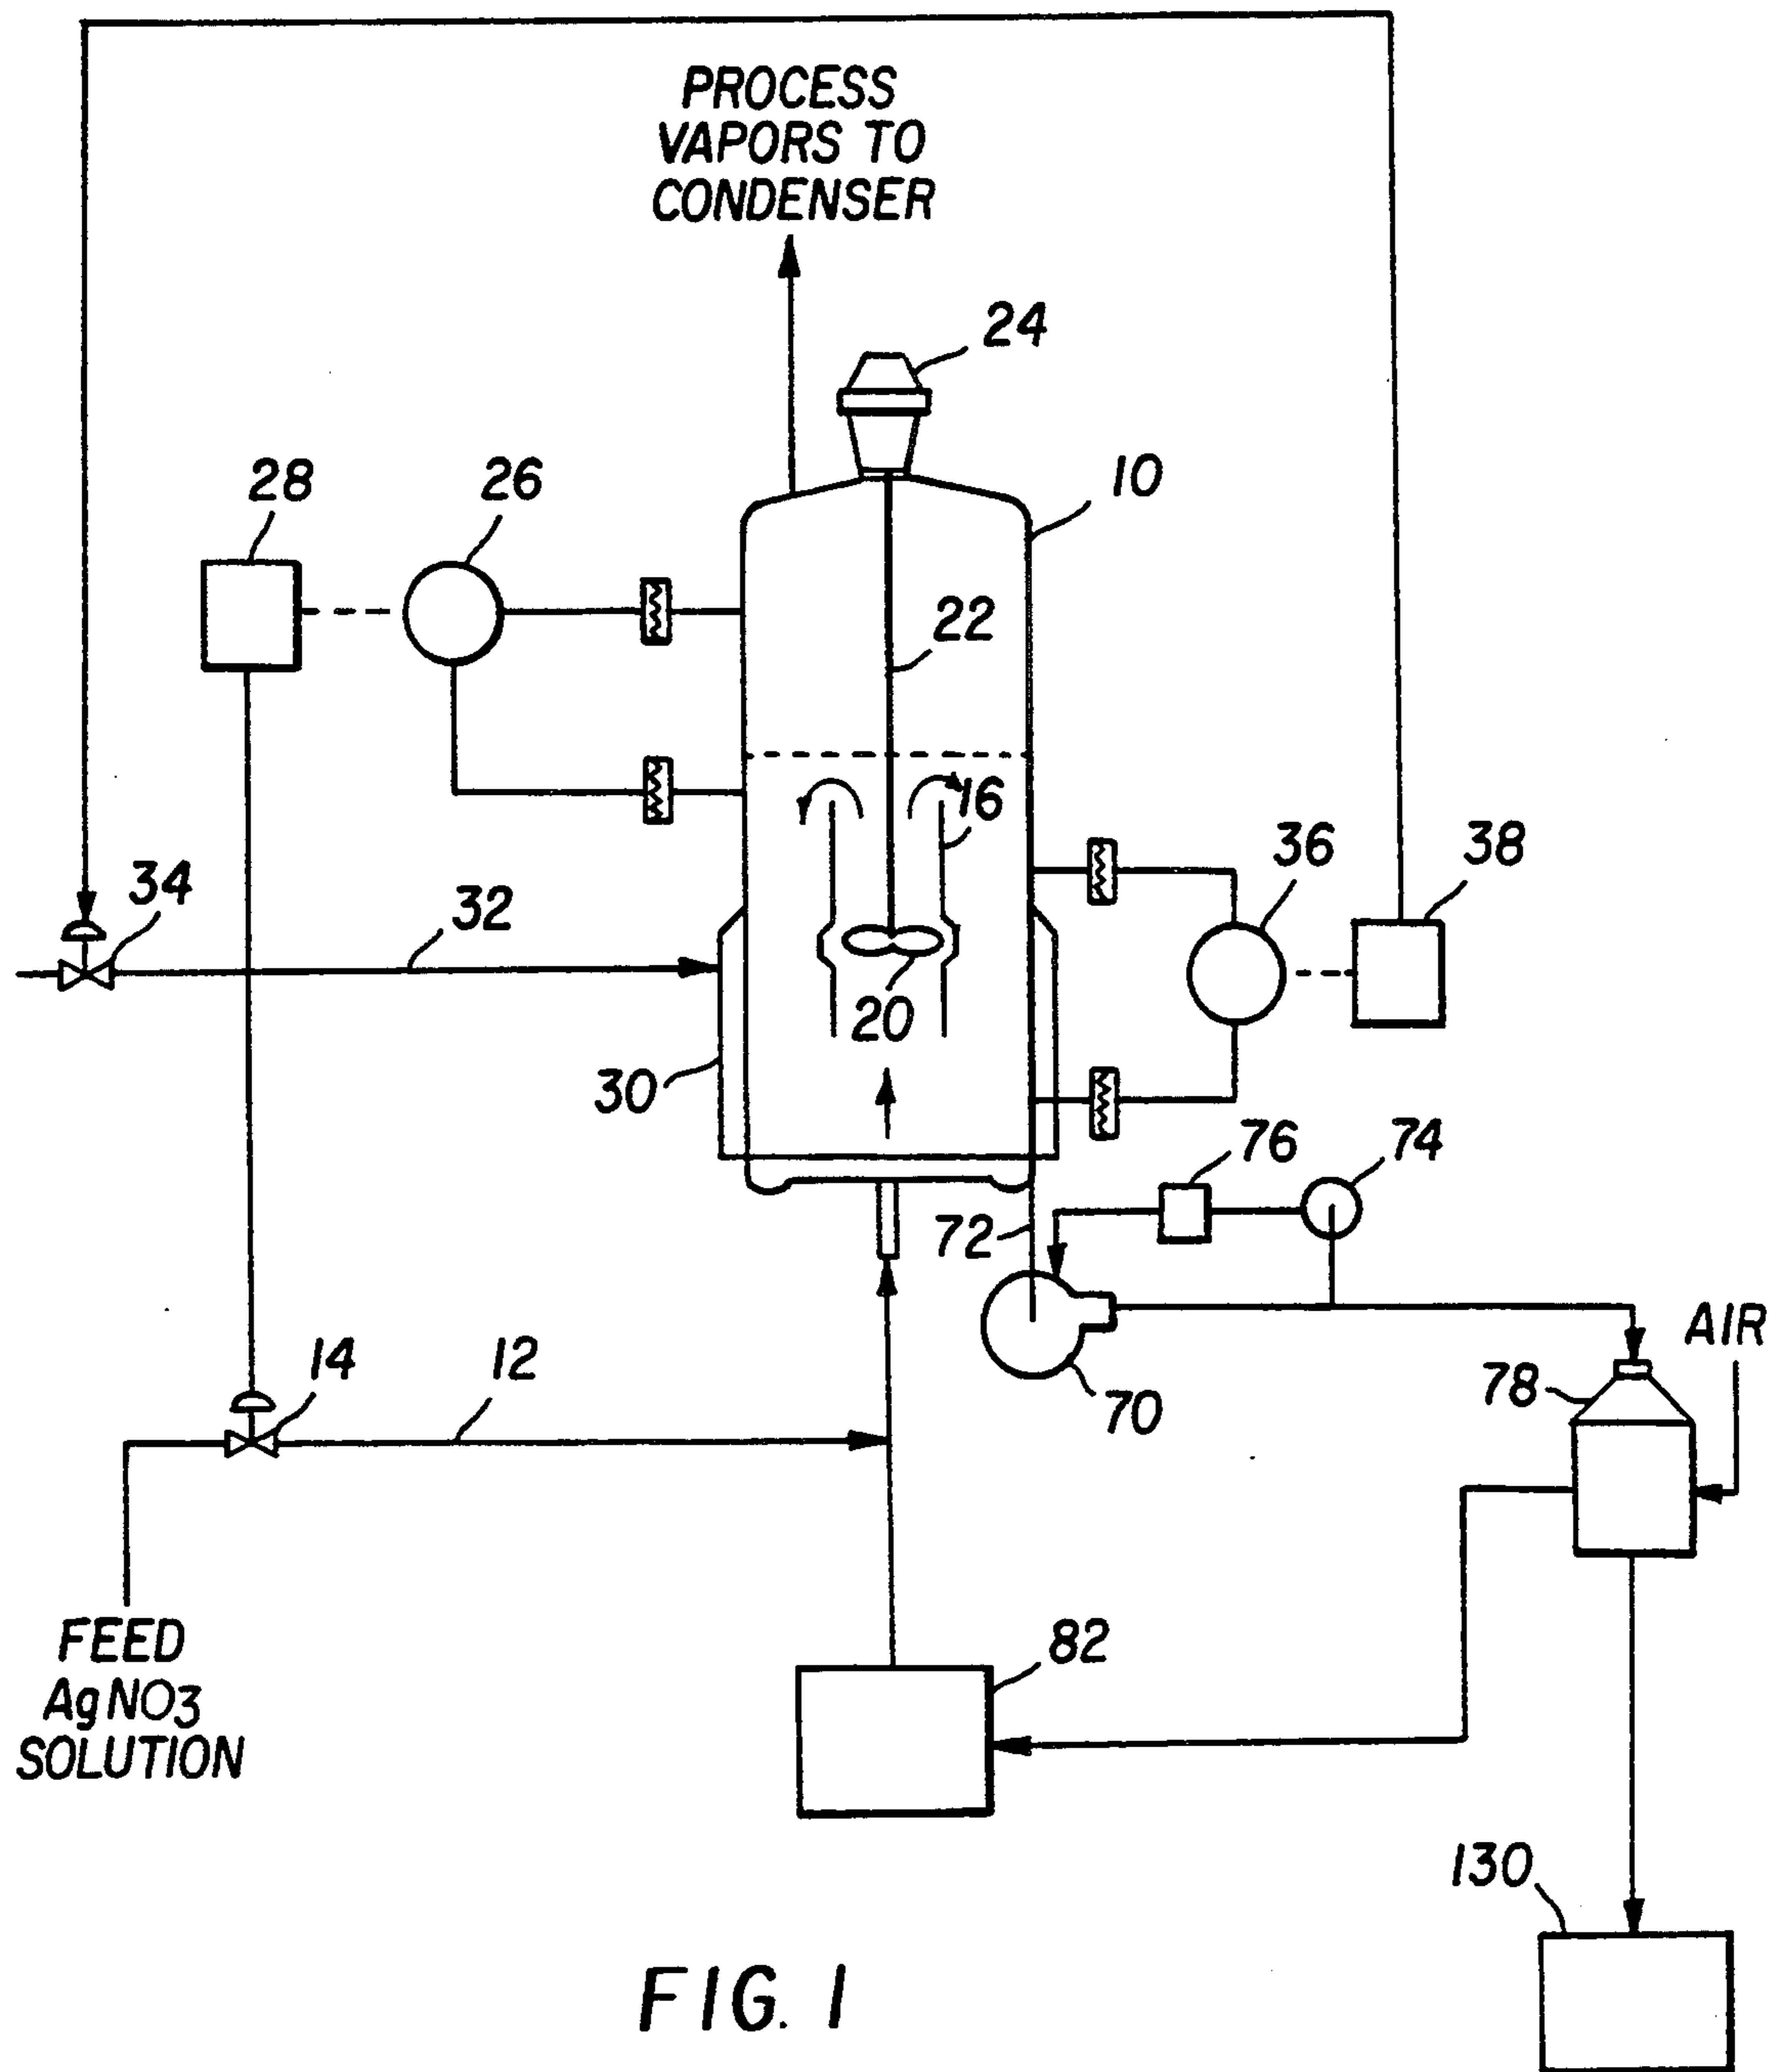 PROCESS
VAPORS TO
CONDENSER
24
28
26
10
22
16
34
32
36
38
20
30
76
74
72
14
12
70
AIR
78
FEED
AgNO3
SOLUTION
82
130
FIG. 1